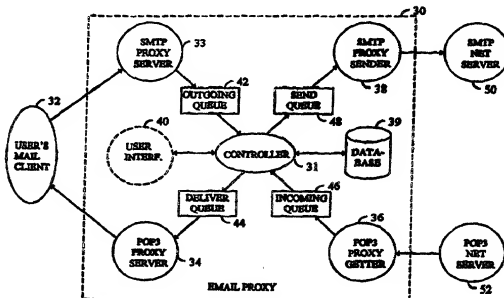 30
SMTP
PROXY
SERVER
33
SMTP
PROXY
SENDER
38
SMTP
NET
SERVER
50
32
USER'S
MAIL
CLIENT
42
OUTGOING
QUEUE
SEND
QUEUE
48
40
USER
INTERF.
CONTROLLER
31
39
DATA-
BASE
DELIVER
QUEUE
44
46
INCOMING
QUEUE
POP3
PROXY
SERVER
34
36
POP3
PROXY
GETTER
POP3
NET
SERVER
52
EMAIL PROXY